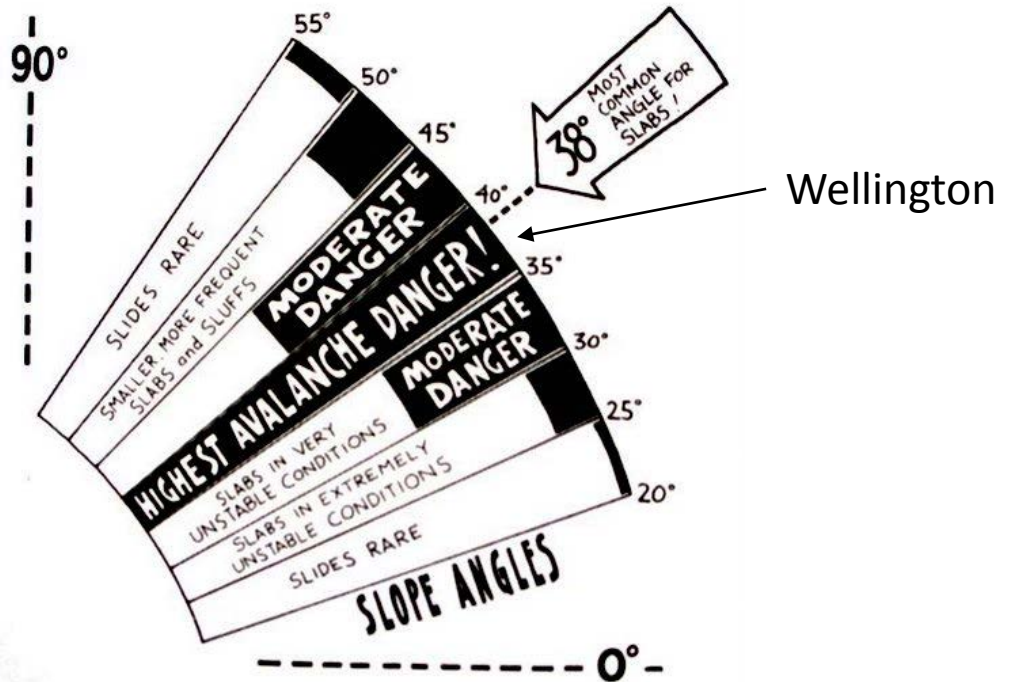 90°
55°
50°
45°
40°
35°
30°
25°
20°
38°
MOST
COMMON
ANGLE FOR
SLABS!
Wellington
SLIDES RARE
SMALLER, MORE FREQUENT
SLABS and SLUFFS
MODERATE
DANGER
HIGHEST AVALANCHE DANGER!
MODERATE
DANGER
SLABS IN VERY
UNSTABLE CONDITIONS
SLABS IN EXTREMELY
UNSTABLE CONDITIONS
SLIDES RARE
SLOPE ANGLES
0°